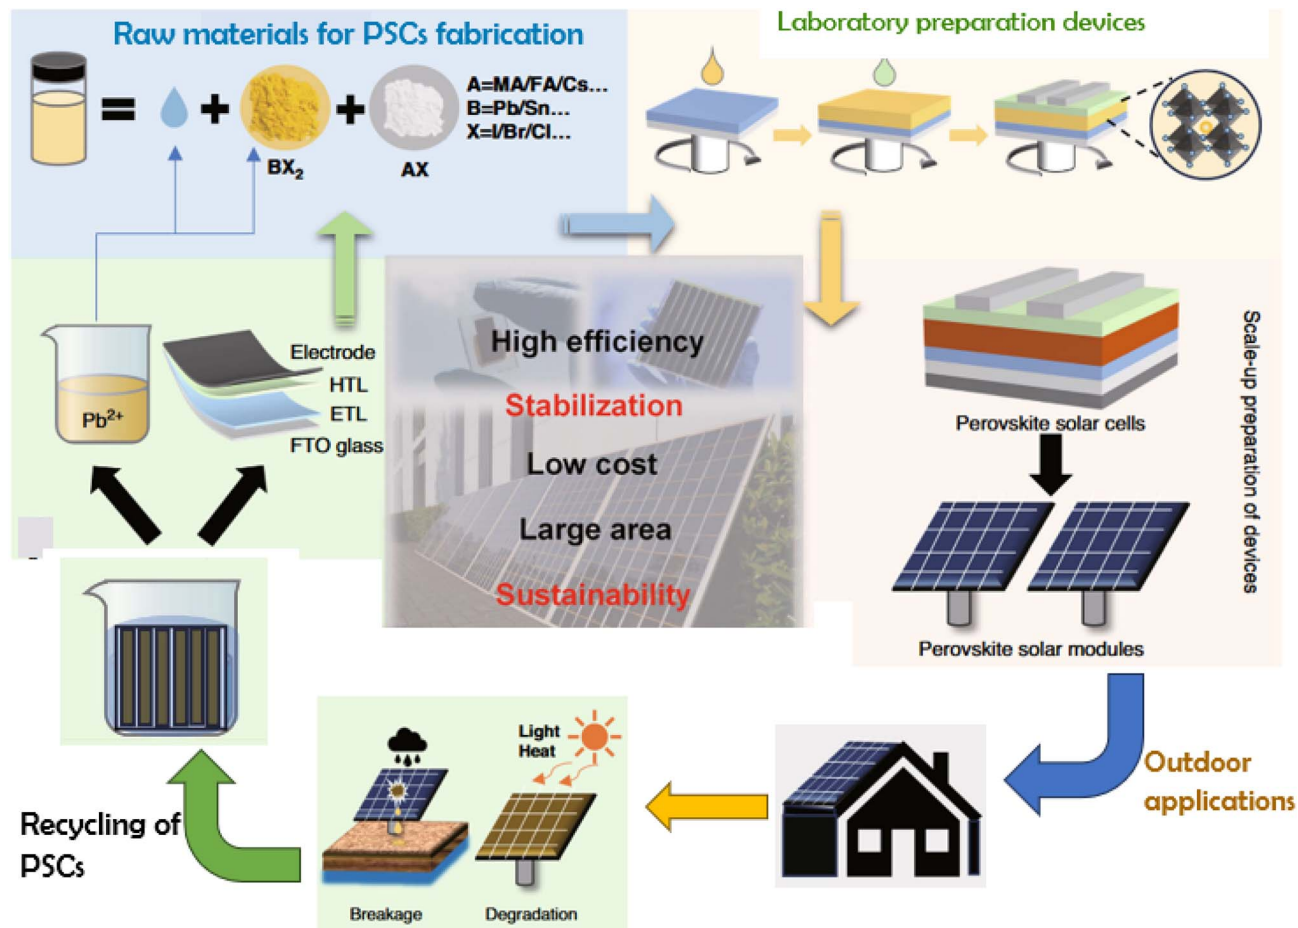 Raw materials for PSCs fabrication
A=MA/FA/Cs...
B=Pb/Sn...
X=I/Br/Cl...
BX₂
AX
Laboratory preparation devices
Electrode
HTL
ETL
FTO glass
Pb²⁺
High efficiency
Stabilization
Low cost
Large area
Sustainability
Perovskite solar cells
Scale-up preparation of devices
Perovskite solar modules
Outdoor
applications
Light
Heat
Breakage
Degradation
Recycling of
PSCs